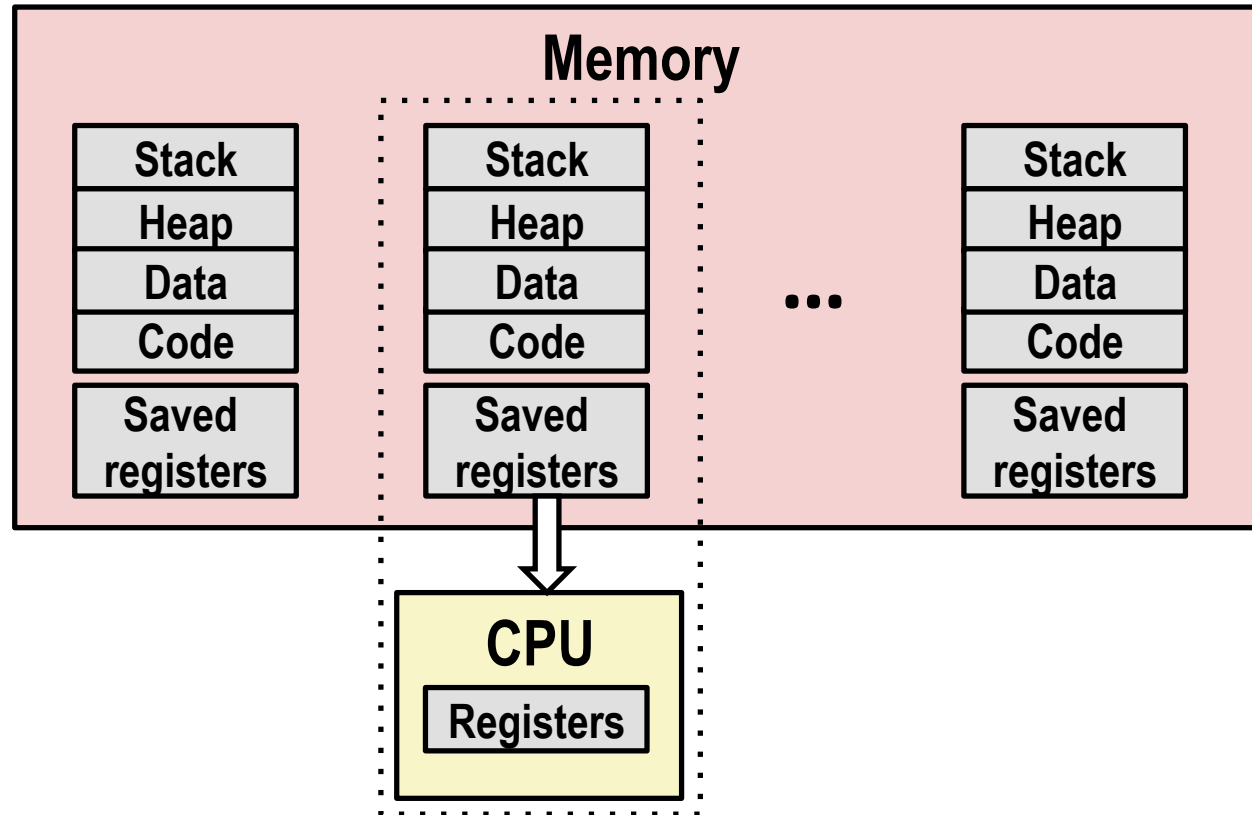 Memory
Stack
Heap
Data
Code
Saved
registers
Stack
Heap
Data
Code
Saved
registers
...
Stack
Heap
Data
Code
Saved
registers
CPU
Registers